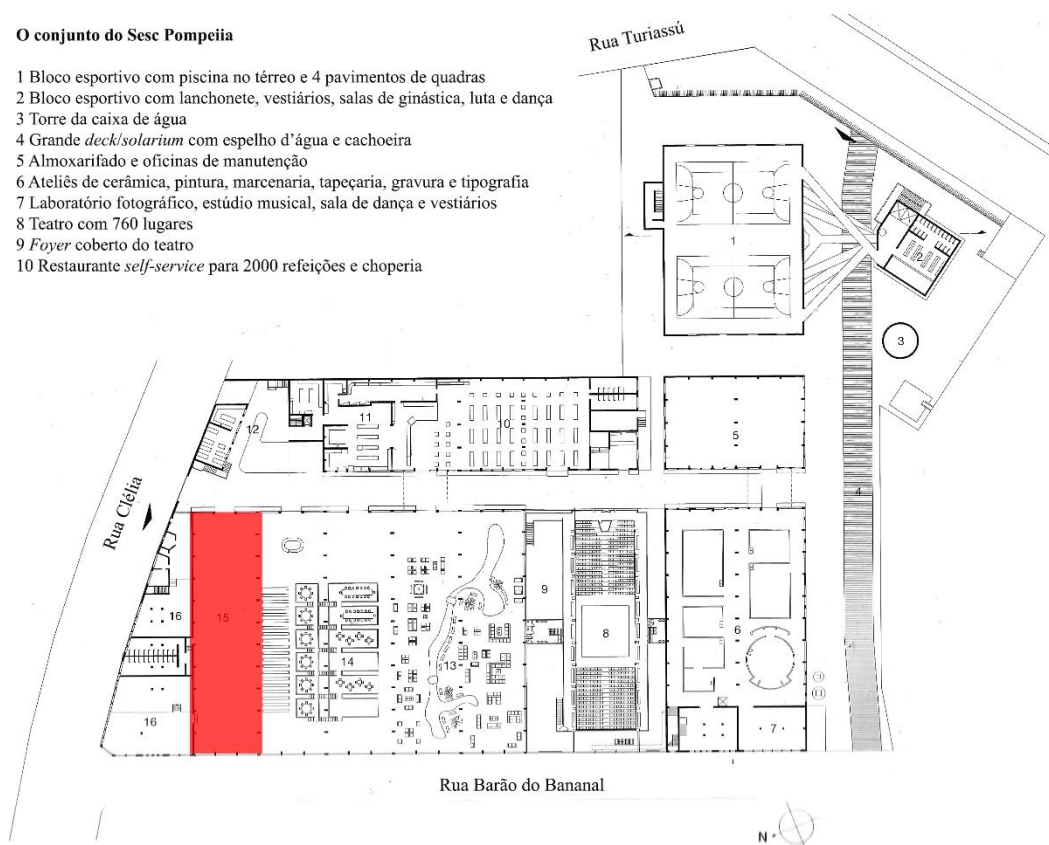 O conjunto do Sesc Pompeiia
1 Bloco esportivo com piscina no térreo e 4 pavimentos de quadras
2 Bloco esportivo com lanchonete, vestiários, salas de ginástica, luta e dança
3 Torre da caixa de água
4 Grande deck/solarium com espelho d'água e cachoeira
5 Almoxarifado e oficinas de manutenção
6 Ateliês de cerâmica, pintura, marcenaria, tapeçaria, gravura e tipografia
7 Laboratório fotográfico, estúdio musical, sala de dança e vestiários
8 Teatro com 760 lugares
9 Foyer coberto do teatro
10 Restaurante self-service para 2000 refeições e choperia
Rua Turiassú
1
2
3
11
10
12
5
4
Rua Clélia
16
15
9
8
6
14
13
16
7
Rua Barão do Bananal
N